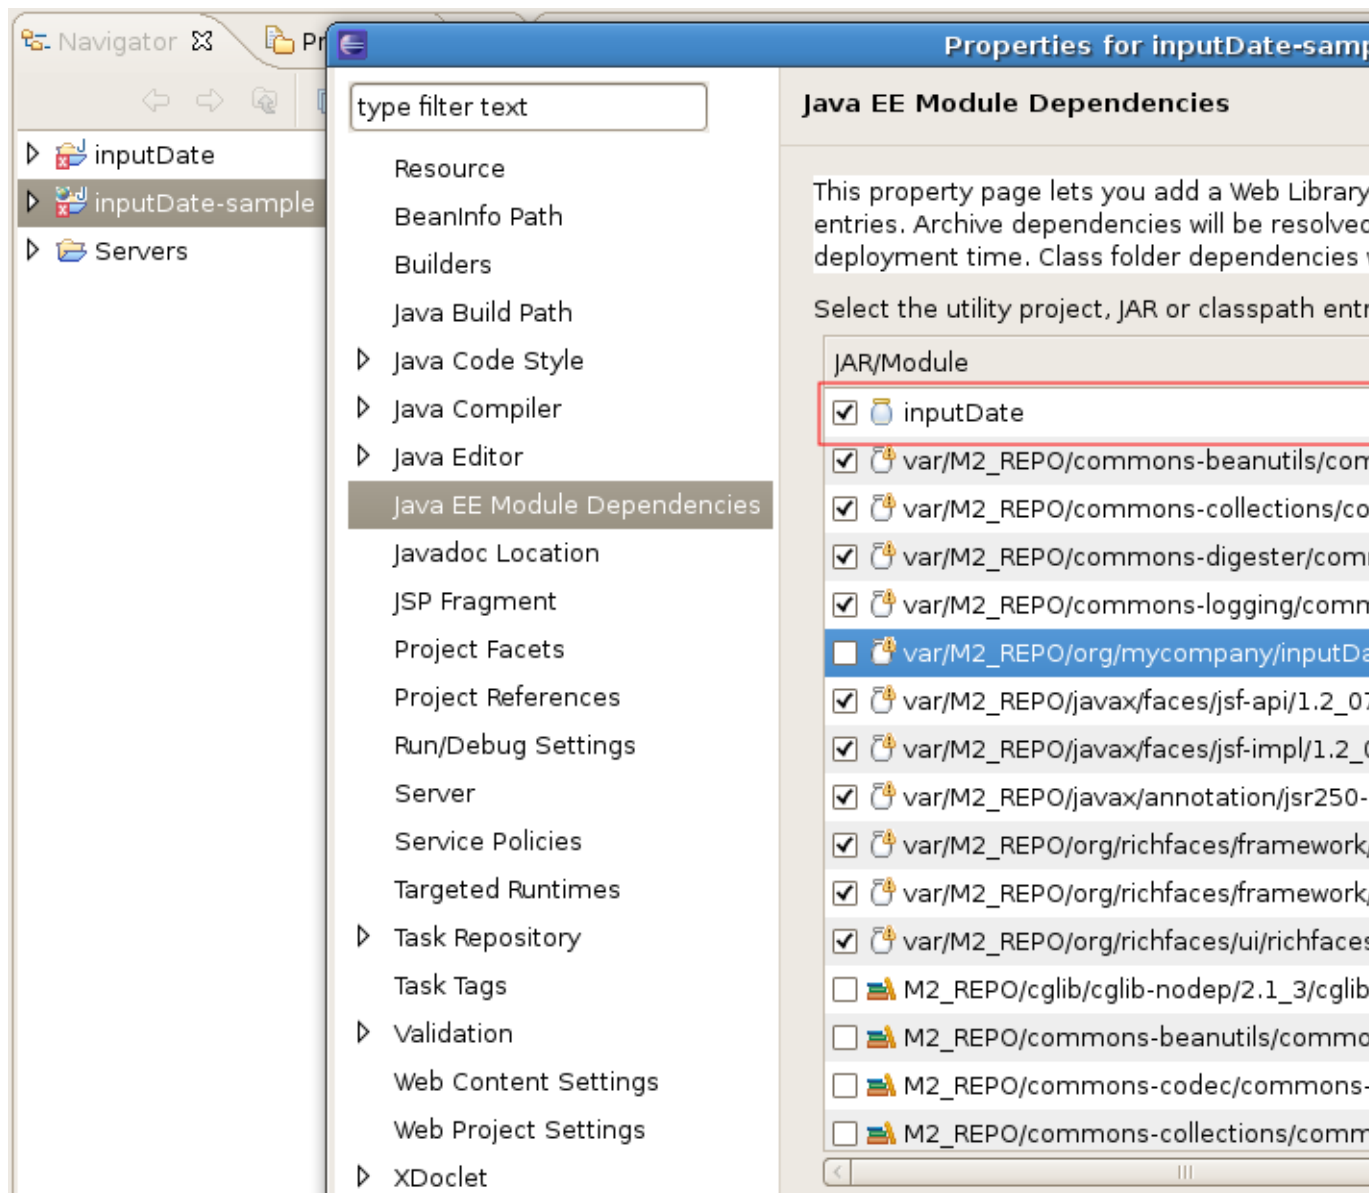 Navigator
Pr
inputDate
inputDate-sample
Servers
Properties for inputDate-samp
type filter text
Resource
BeanInfo Path
Builders
Java Build Path
Java Code Style
Java Compiler
Java Editor
Java EE Module Dependencies
Javadoc Location
JSP Fragment
Project Facets
Project References
Run/Debug Settings
Server
Service Policies
Targeted Runtimes
Task Repository
Task Tags
Validation
Web Content Settings
Web Project Settings
XDoclet
Java EE Module Dependencies
This property page lets you add a Web Library
entries. Archive dependencies will be resolved
deployment time. Class folder dependencies
Select the utility project, JAR or classpath entr
JAR/Module
inputDate
var/M2_REPO/commons-beanutils/com
var/M2_REPO/commons-collections/co
var/M2_REPO/commons-digester/com
var/M2_REPO/commons-logging/comm
var/M2_REPO/org/mycompany/inputDa
var/M2_REPO/javax/faces/jsf-api/1.2_07
var/M2_REPO/javax/faces/jsf-impl/1.2_0
var/M2_REPO/javax/annotation/jsr250-
var/M2_REPO/org/richfaces/framework/
var/M2_REPO/org/richfaces/framework/
var/M2_REPO/org/richfaces/ui/richfaces
M2_REPO/cglib/cglib-nodep/2.1_3/cglib
M2_REPO/commons-beanutils/commo
M2_REPO/commons-codec/commons-
M2_REPO/commons-collections/comm